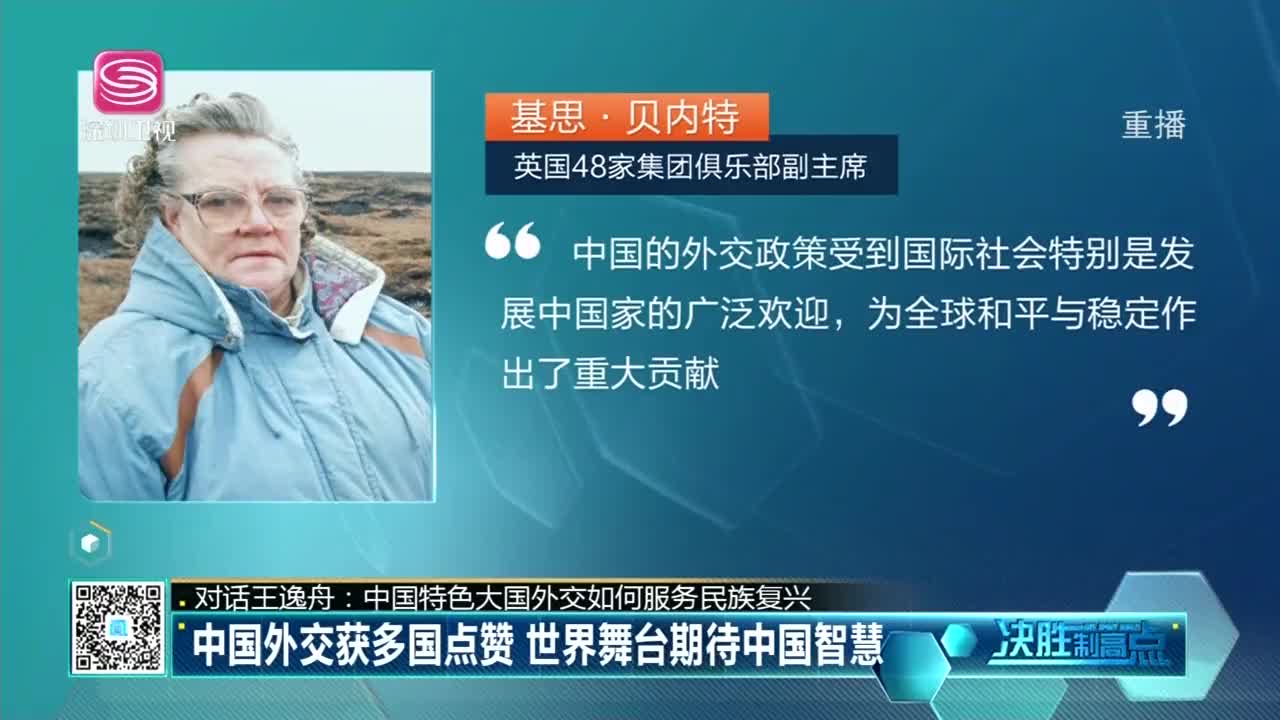 深圳卫视
基思·贝内特
重播
英国48家集团俱乐部副主席
中国的外交政策受到国际社会特别是发
展中国家的广泛欢迎，为全球和平与稳定作
出了重大贡献
对话王逸舟：中国特色大国外交如何服务民族复兴
中国外交获多国点赞 世界舞台期待中国智慧
决胜制高点